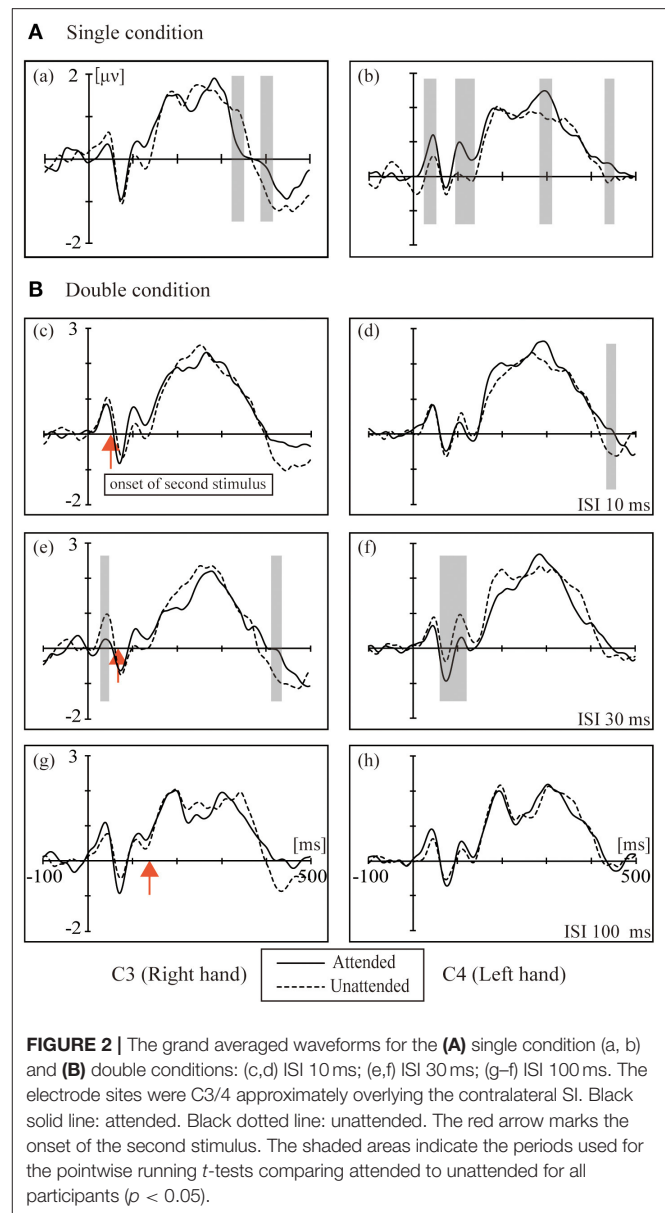 A Single condition
(a) 2 [μν] (b)
-2
B Double condition
(c) 3 (d)
onset of second stimulus
-2 ISI 10 ms
(e) 3 (f)
-2 ISI 30 ms
(g) 3 (h)
[ms] [ms]
-100 500 -100 500
-2 ISI 100 ms
C3 (Right hand) Attended C4 (Left hand)
Unattended
FIGURE 2 | The grand averaged waveforms for the (A) single condition (a, b)
and (B) double conditions: (c,d) ISI 10 ms; (e,f) ISI 30 ms; (g–f) ISI 100 ms. The
electrode sites were C3/4 approximately overlying the contralateral SI. Black
solid line: attended. Black dotted line: unattended. The red arrow marks the
onset of the second stimulus. The shaded areas indicate the periods used for
the pointwise running t-tests comparing attended to unattended for all
participants (p < 0.05).